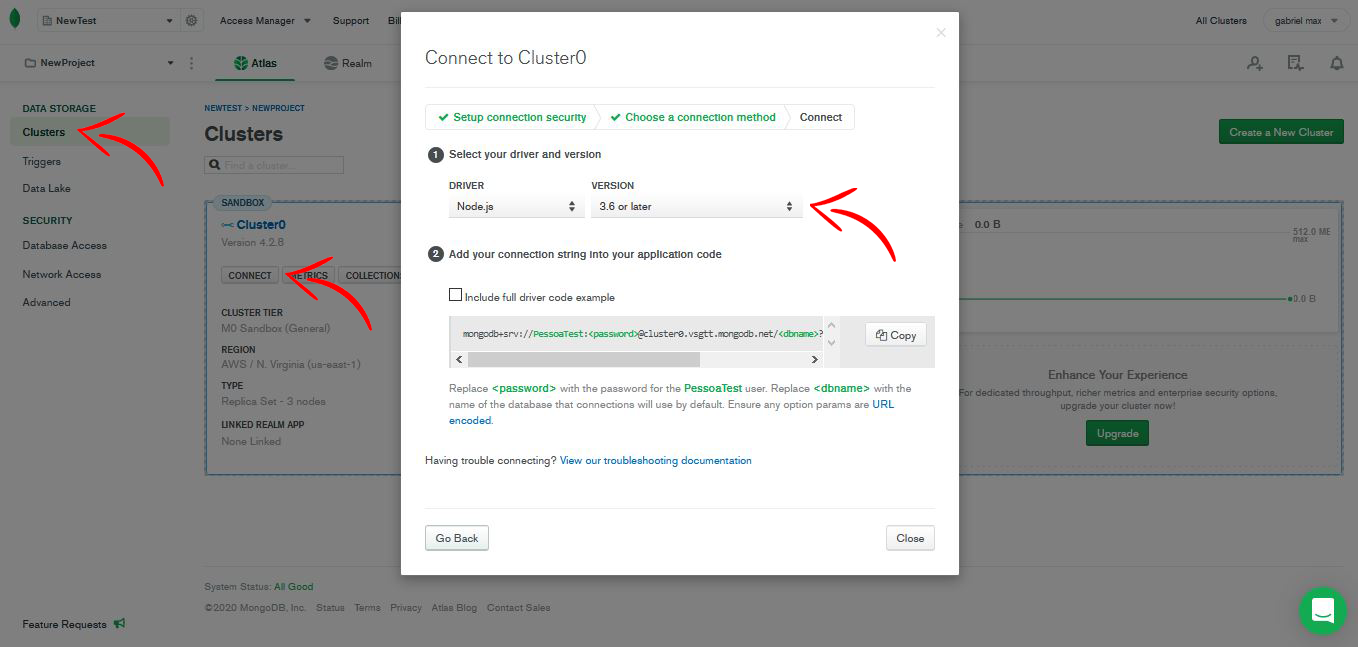 NewTest
Access Manager
Support
All Clusters
gabriel max
NewProject
Atlas
Realm
DATA STORAGE
Clusters
Triggers
Data Lake
SECURITY
Database Access
Network Access
Advanced
NEWTEST > NEWPROJECT
Clusters
Find a cluster...
Create a New Cluster
SANDBOX
Cluster0
Version 4.2.8
CONNECT
COLLECTIONS
CLUSTER TIER
M0 Sandbox (General)
REGION
AWS / N. Virginia (us-east-1)
TYPE
Replica Set - 3 nodes
LINKED REALM APP
None Linked
Connect to Cluster0
Setup connection security
Choose a connection method
Connect
1 Select your driver and version
DRIVER
VERSION
Node.js
3.6 or later
2 Add your connection string into your application code
Include full driver code example
mongodb+srv://PessoaTest:<password>@cluster0.vsgtt.mongodb.net/<dbname>?
Copy
Replace <password> with the password for the PessoaTest user. Replace <dbname> with the
name of the database that connections will use by default. Ensure any option params are URL
encoded.
Having trouble connecting? View our troubleshooting documentation
Go Back
Close
0.0 B
512.0 MB
max
0.0 B
Enhance Your Experience
For dedicated throughput, richer metrics and enterprise security options,
upgrade your cluster now!
Upgrade
System Status: All Good
©2020 MongoDB, Inc. Status Terms Privacy Atlas Blog Contact Sales
Feature Requests